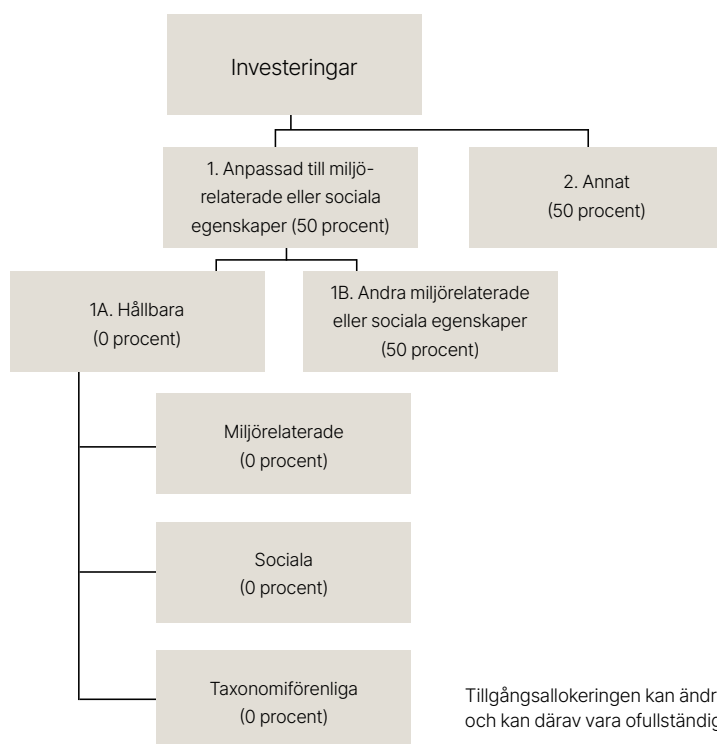 Investeringar
1. Anpassad till miljö-
relaterade eller sociala
egenskaper (50 procent)
2. Annat
(50 procent)
1A. Hållbara
(0 procent)
1B. Andra miljörelaterade
eller sociala egenskaper
(50 procent)
Miljörelaterade
(0 procent)
Sociala
(0 procent)
Taxonomiförenliga
(0 procent)
Tillgångsallokeringen kan
och kan därav vara